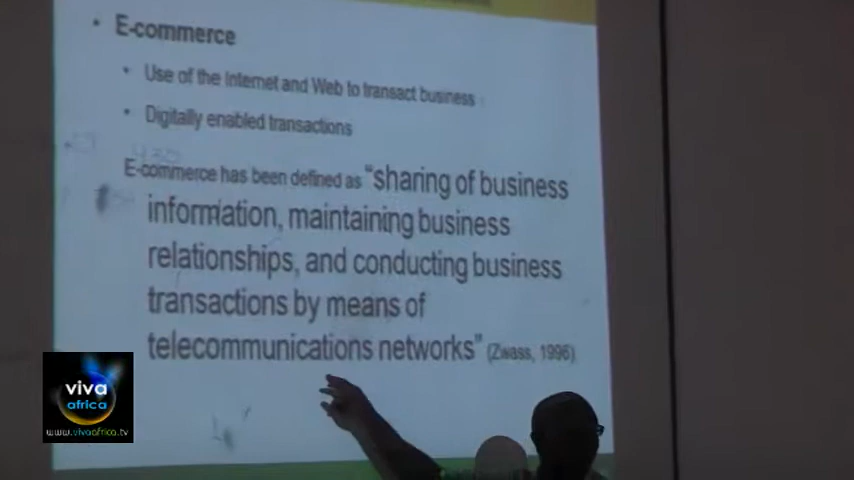 • E-commerce
• Use of the Internet and Web to transact business
• Digitally enabled transactions
E-commerce has been defined as "sharing of business
information, maintaining business
relationships, and conducting business
transactions by means of
telecommunications networks" (Zwass, 1996)
viva
africa
www.vivaafrica.tv